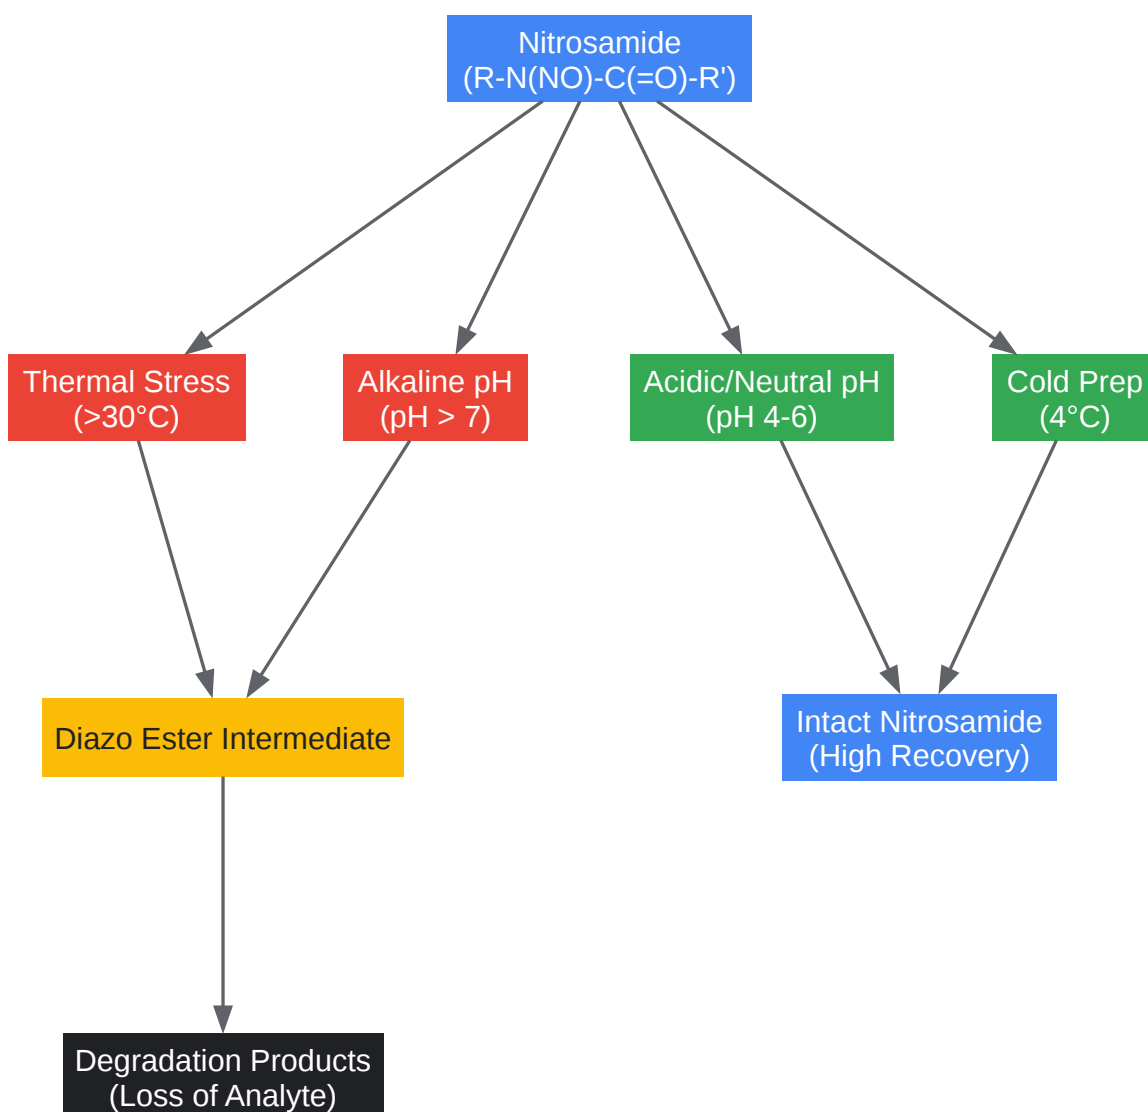 Nitrosamide
(R-N(NO)-C(=O)-R')
Thermal Stress
(>30°C)
Alkaline pH
(pH > 7)
Acidic/Neutral pH
(pH 4-6)
Cold Prep
(4°C)
Diazo Ester Intermediate
Intact Nitrosamide
(High Recovery)
Degradation Products
(Loss of Analyte)